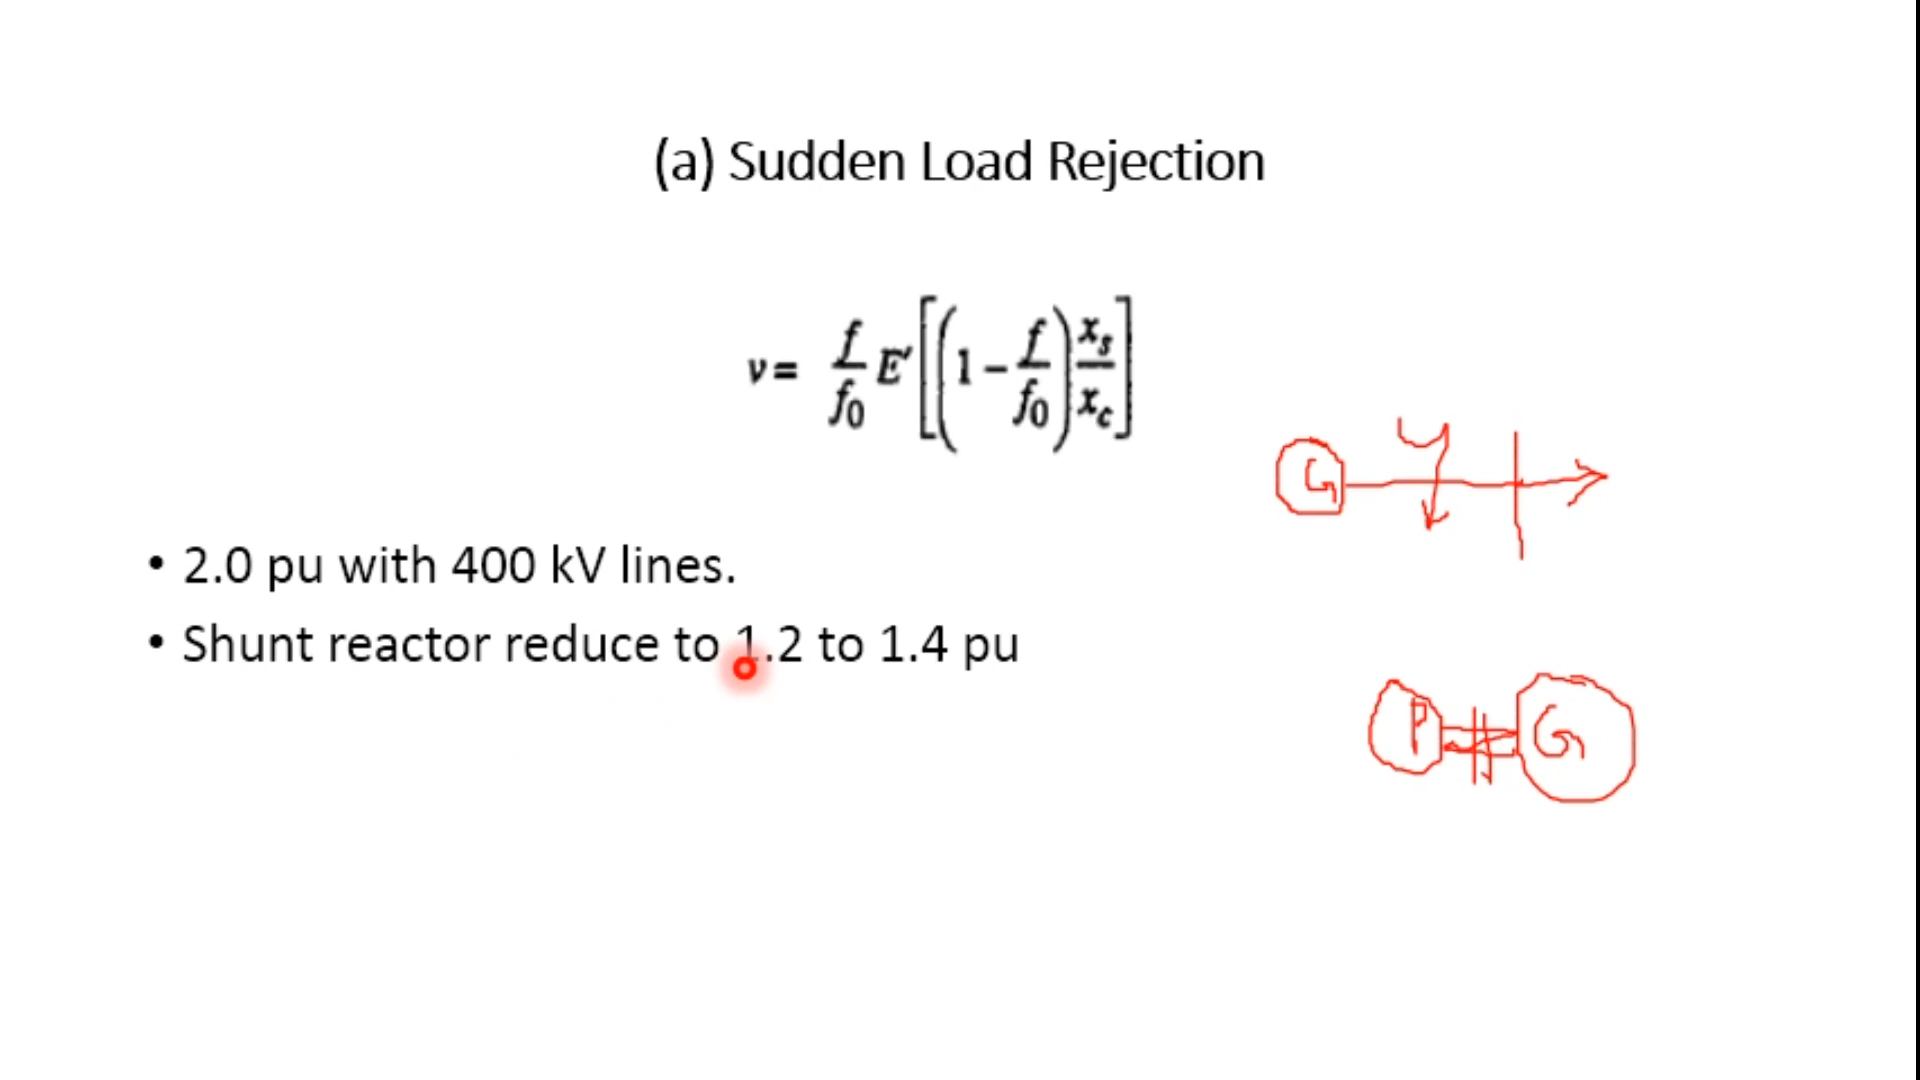 (a) Sudden Load Rejection
v = f/f₀ E′ [(1 − f/f₀) xₛ/x_c]
G
• 2.0 pu with 400 kV lines.
• Shunt reactor reduce to 1.2 to 1.4 pu
P G